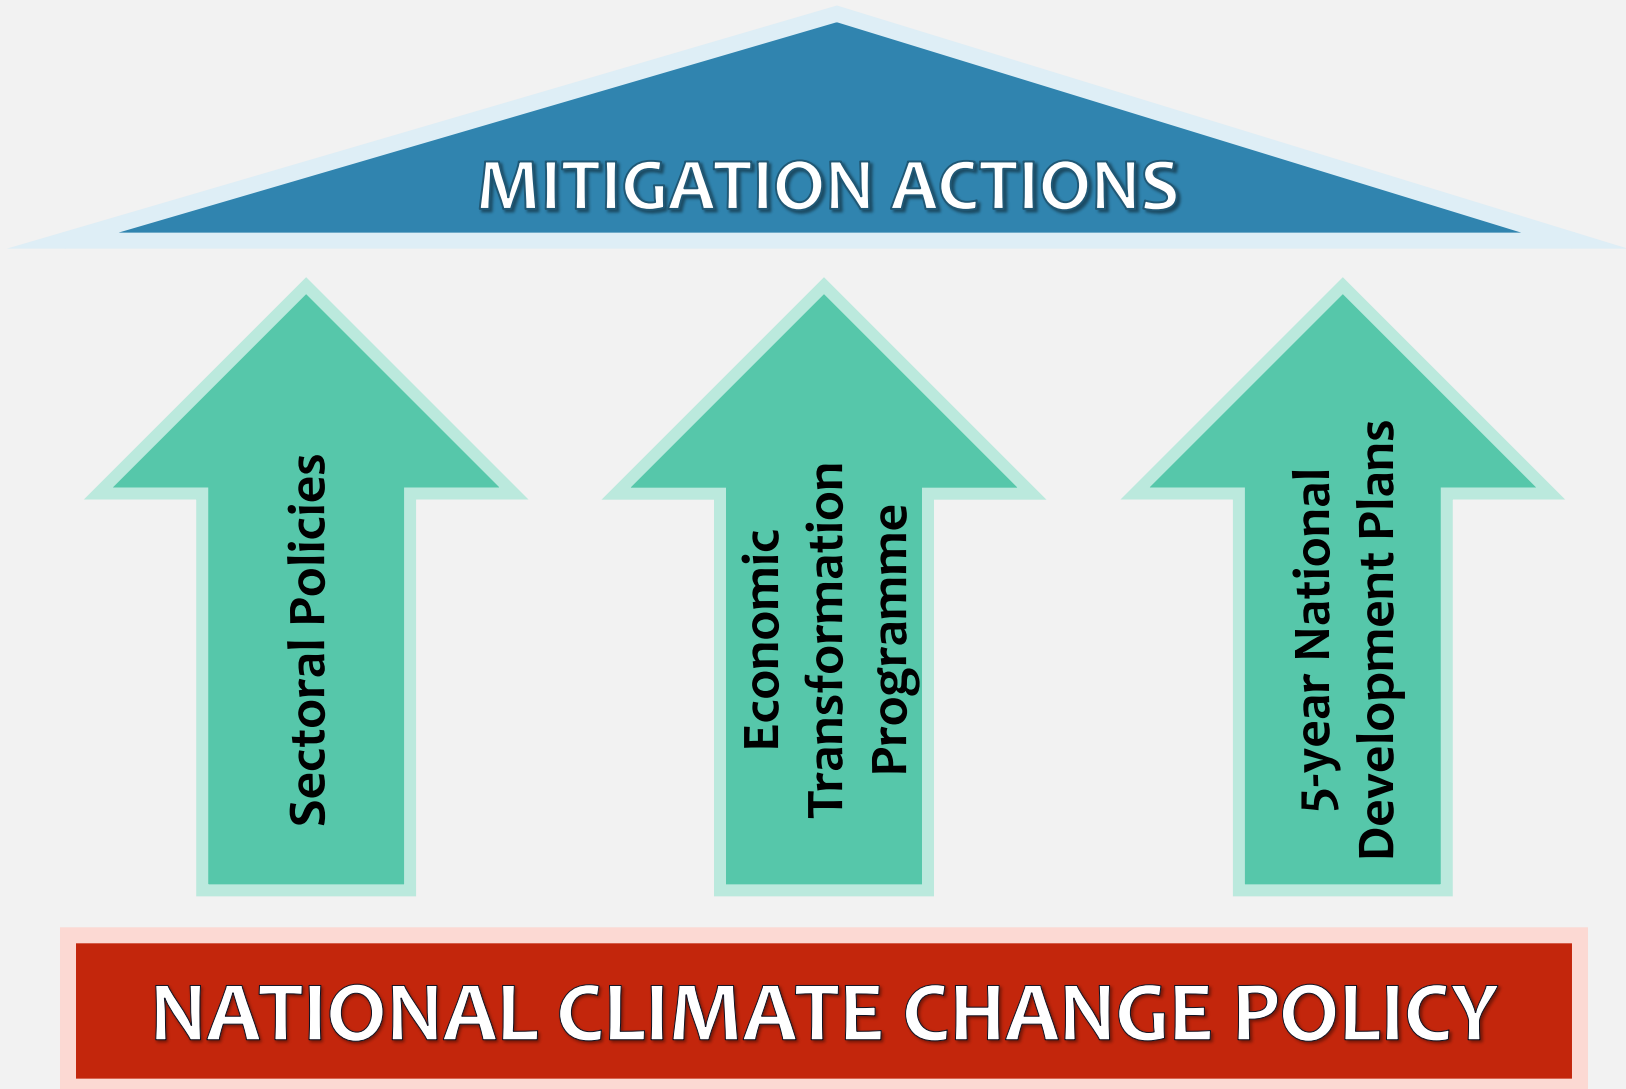 MITIGATION ACTIONS
Sectoral Policies
Economic
Transformation
Programme
5-year National
Development Plans
NATIONAL CLIMATE CHANGE POLICY